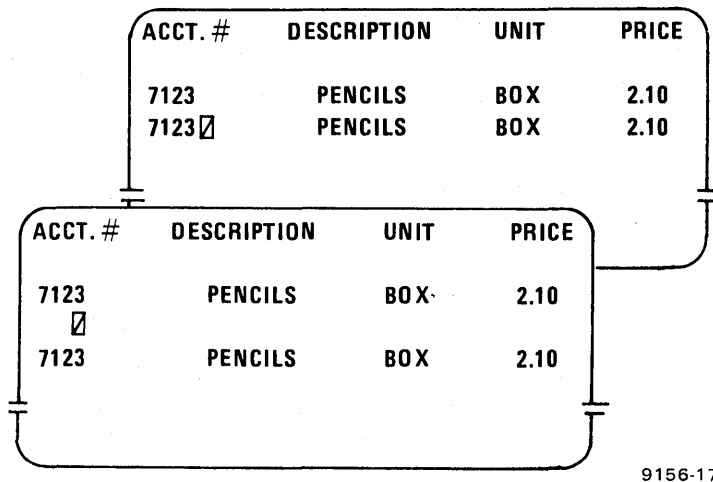 ACCT. # DESCRIPTION UNIT PRICE
7123 PENCILS BOX 2.10
7123 PENCILS BOX 2.10
ACCT. # DESCRIPTION UNIT PRICE
7123 PENCILS BOX 2.10
7123 PENCILS BOX 2.10
9156-17